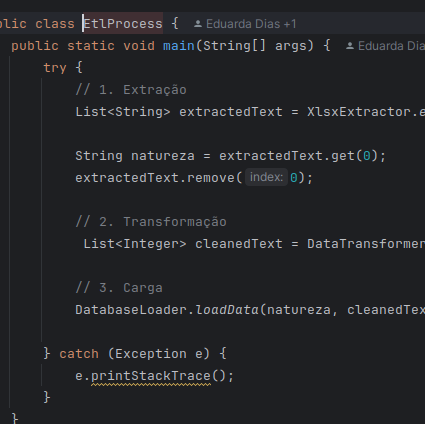 public class EtlProcess { Eduarda Dias +1
public static void main(String[] args) { Eduarda Dia
try {
// 1. Extração
List<String> extractedText = XlsxExtractor.e
String natureza = extractedText.get(0);
extractedText.remove( index: 0);
// 2. Transformação
List<Integer> cleanedText = DataTransformer
// 3. Carga
DatabaseLoader.loadData(natureza, cleanedTex
} catch (Exception e) {
e.printStackTrace();
}
}